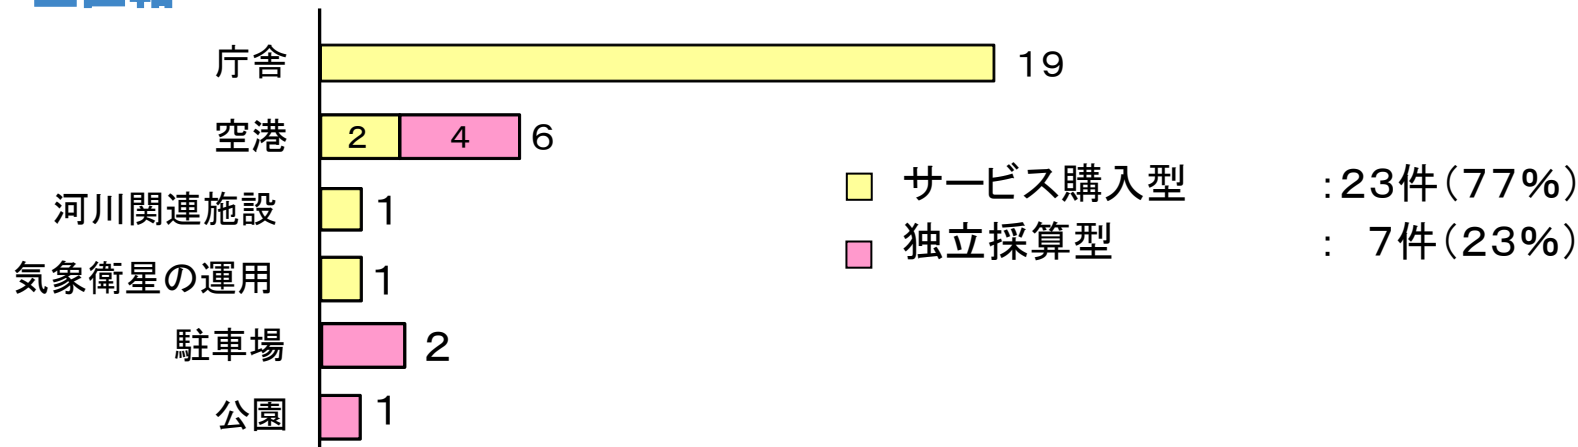 庁舎 19
空港 2 4 6
河川関連施設 1
気象衛星の運用 1
駐車場 2
公園 1
サービス購入型 :23件(77%)
独立採算型 : 7件(23%)